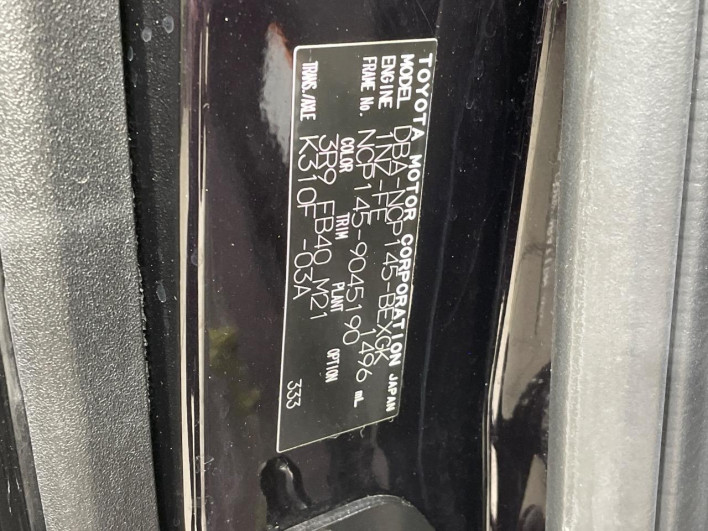 TOYOTA MOTOR CORPORATION JAPAN
MODEL DBA-NCP145-BEXGK
ENGINE 1NZ-FE 1496 mL
FRAME No. NCP145-9045190
COLOR TRIM PLANT OPTION
3R9 FB40 M21
TRANS./AXLE K310F -03A
333